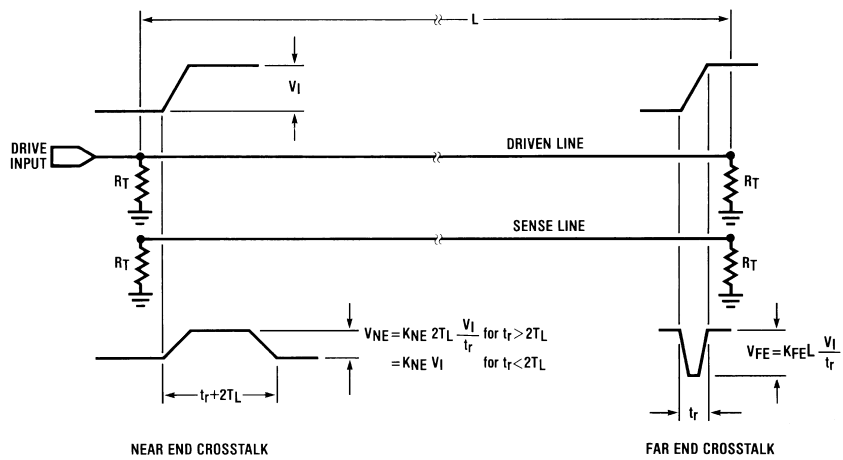 L
VI
DRIVE
INPUT
DRIVEN LINE
RT
RT
SENSE LINE
RT
RT
VNE=KNE 2TL VI/tr for tr>2TL
=KNE VI for tr<2TL
VFE=KFEL VI/tr
tr+2TL
tr
NEAR END CROSSTALK
FAR END CROSSTALK